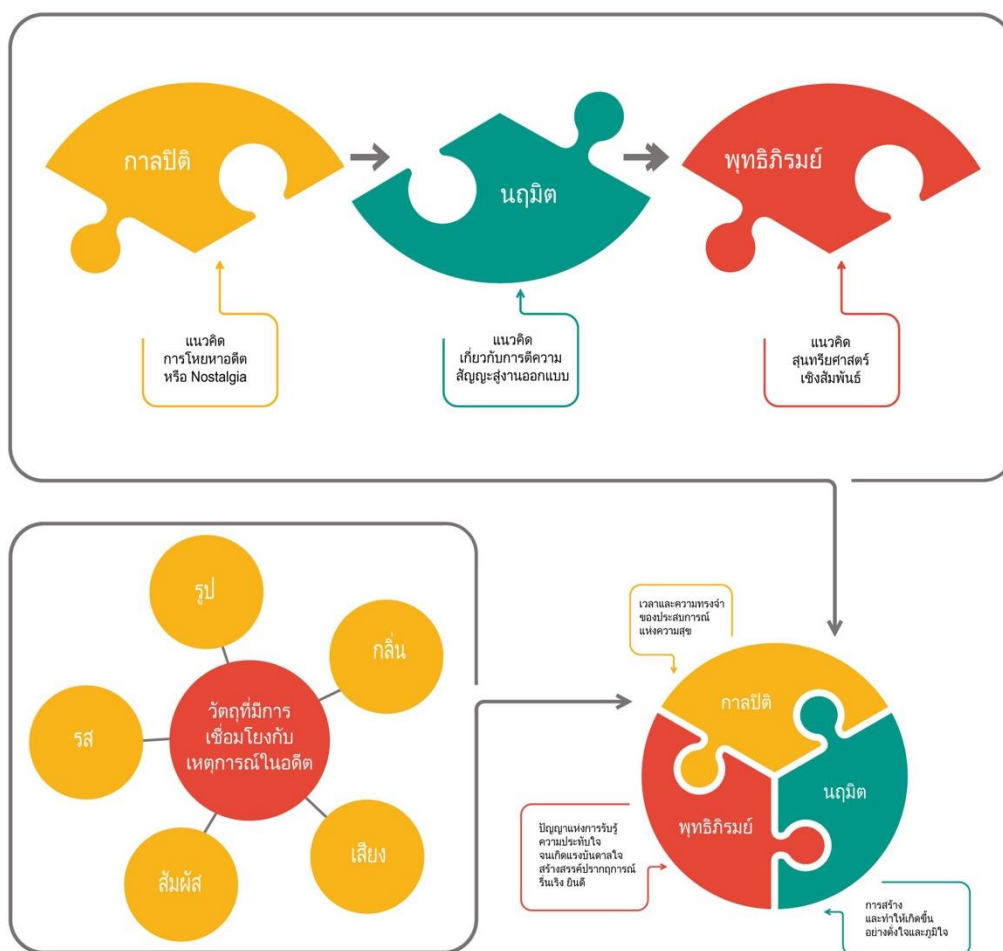 กาลปิติ
นฤมิต
พุทธิภิรมย์
แนวคิด
การโหยหาอดีต
หรือ Nostalgia
แนวคิด
เกี่ยวกับการตีความ
สัญญะสู่งานออกแบบ
แนวคิด
สุนทรียศาสตร์
เชิงสัมพันธ์
รูป
กลิ่น
รส
วัตถุที่มีการ
เชื่อมโยงกับ
เหตุการณ์ในอดีต
สัมผัส
เสียง
เวลาและความทรงจำ
ของประสบการณ์
แห่งความสุข
กาลปิติ
นฤมิต
พุทธิภิรมย์
ปัญญาแห่งการรับรู้
ความประทับใจ
จนเกิดแรงบันดาลใจ
สร้างสรรค์ปรากฤการณ์
รื่นเริง ยินดี
การสร้าง
และทำให้เกิดขึ้น
อย่างตั้งใจและภูมิใจ